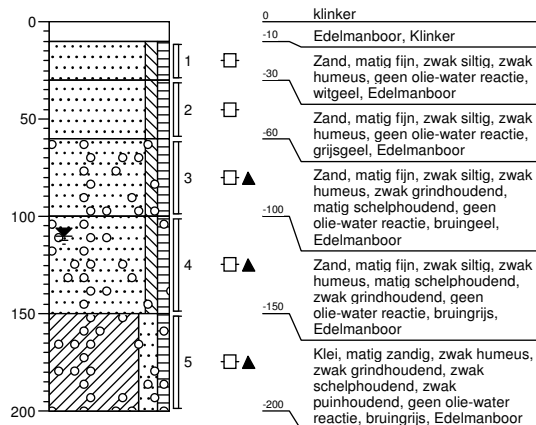 0
50
100
150
200
1
2
3
4
5
0
klinker
-10
Edelmanboor, Klinker
Zand, matig fijn, zwak siltig, zwak
humeus, geen olie-water reactie,
witgeel, Edelmanboor
-30
Zand, matig fijn, zwak siltig, zwak
humeus, geen olie-water reactie,
grijsgeel, Edelmanboor
-60
Zand, matig fijn, zwak siltig, zwak
humeus, zwak grindhoudend,
matig schelphoudend, geen
olie-water reactie, bruingeel,
Edelmanboor
-100
Zand, matig fijn, zwak siltig, zwak
humeus, matig schelphoudend,
zwak grindhoudend, geen
olie-water reactie, bruingrijs,
Edelmanboor
-150
Klei, matig zandig, zwak humeus,
zwak grindhoudend, zwak
schelphoudend, zwak
puinhoudend, geen olie-water
reactie, bruingrijs, Edelmanboor
-200